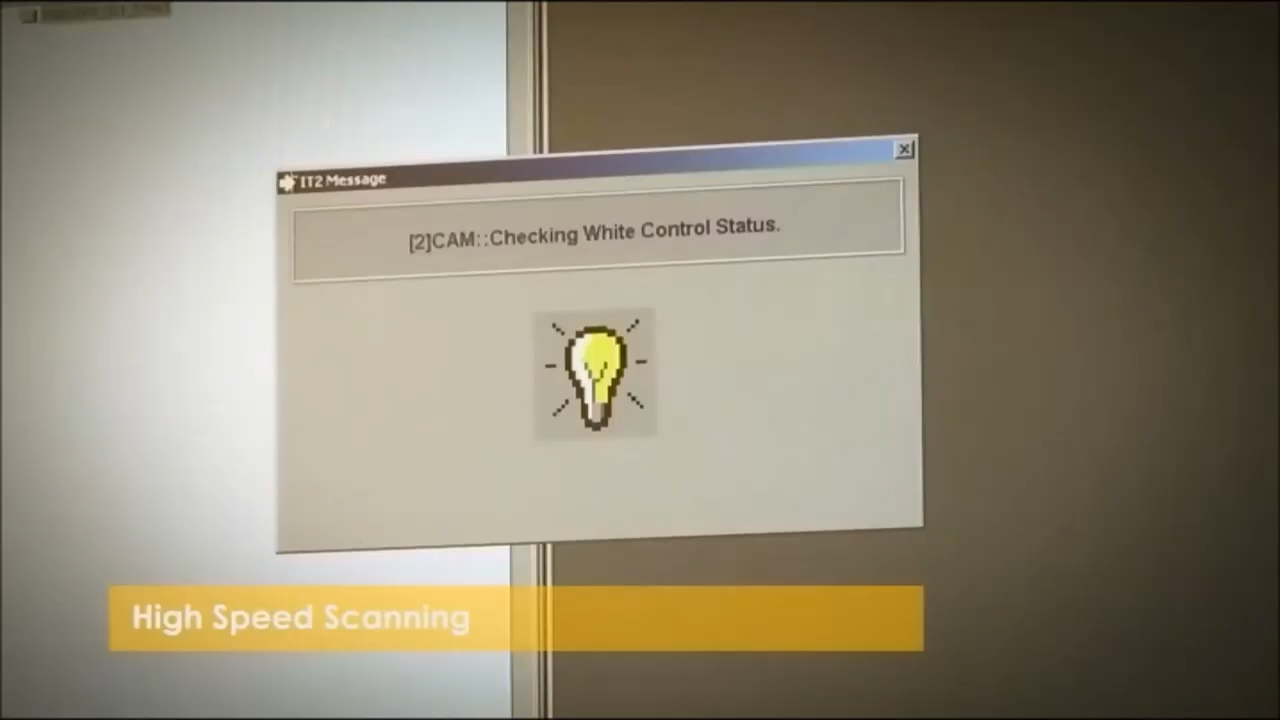 IT2 Message
[2]CAM::Checking White Control Status.
High Speed Scanning